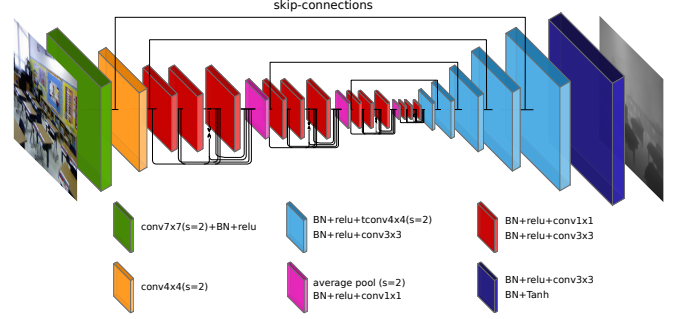 skip-connections
conv7x7(s=2)+BN+relu
BN+relu+tconv4x4(s=2)
BN+relu+conv3x3
BN+relu+conv1x1
BN+relu+conv3x3
conv4x4(s=2)
average pool (s=2)
BN+relu+conv1x1
BN+relu+conv3x3
BN+Tanh